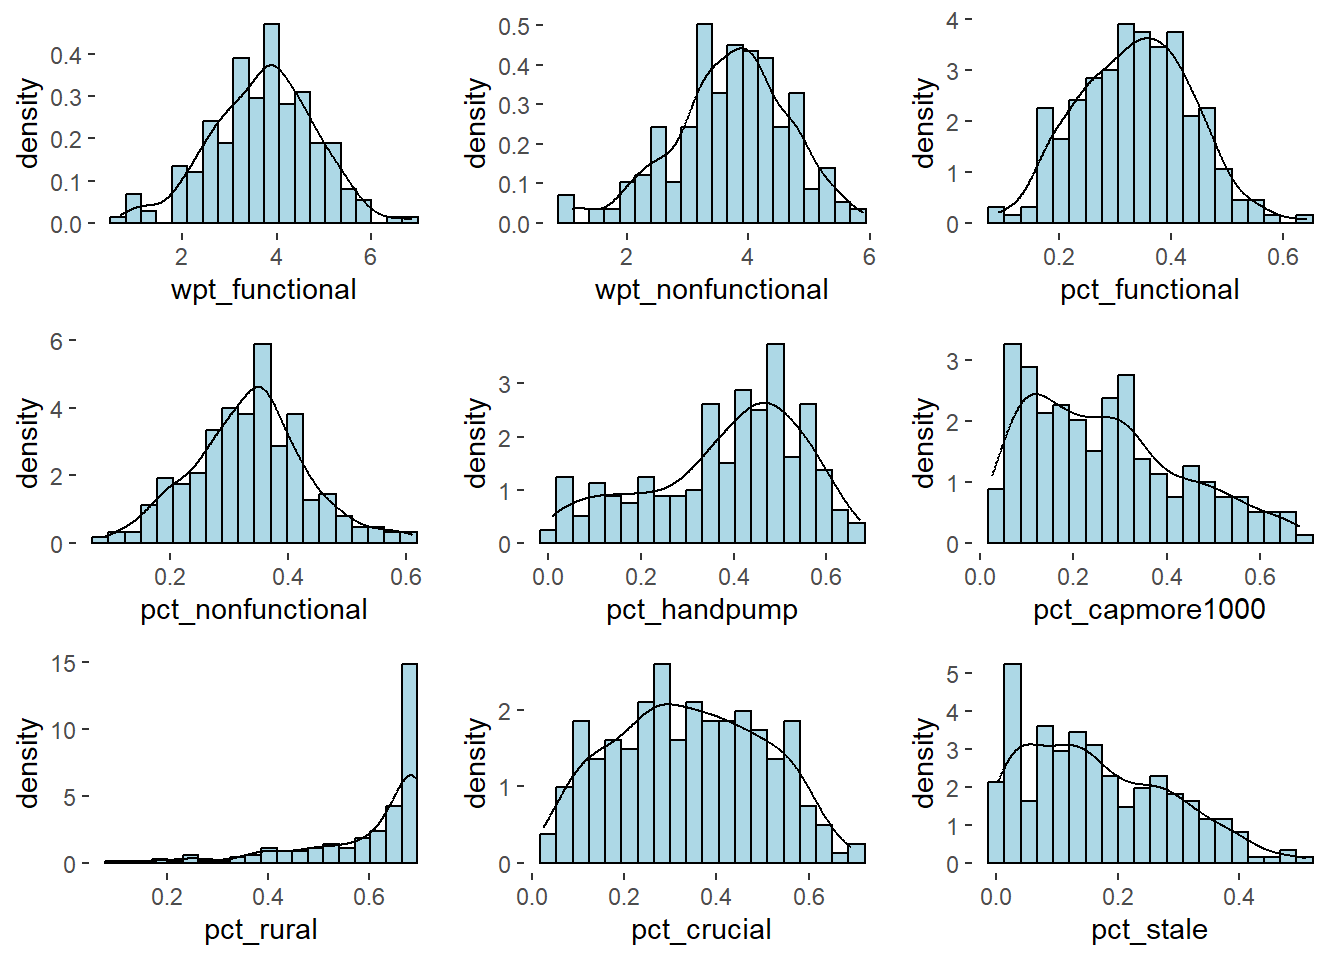 density
0.4
0.3
0.2
0.1
0.0
2 4 6
wpt_functional
density
0.5
0.4
0.3
0.2
0.1
0.0
2 4 6
wpt_nonfunctional
density
4
3
2
1
0
0.2 0.4 0.6
pct_functional
density
6
4
2
0
0.2 0.4 0.6
pct_nonfunctional
density
3
2
1
0
0.0 0.2 0.4 0.6
pct_handpump
density
3
2
1
0
0.0 0.2 0.4 0.6
pct_capmore1000
density
15
10
5
0
0.2 0.4 0.6
pct_rural
density
2
1
0
0.0 0.2 0.4 0.6
pct_crucial
density
5
4
3
2
1
0
0.0 0.2 0.4
pct_stale